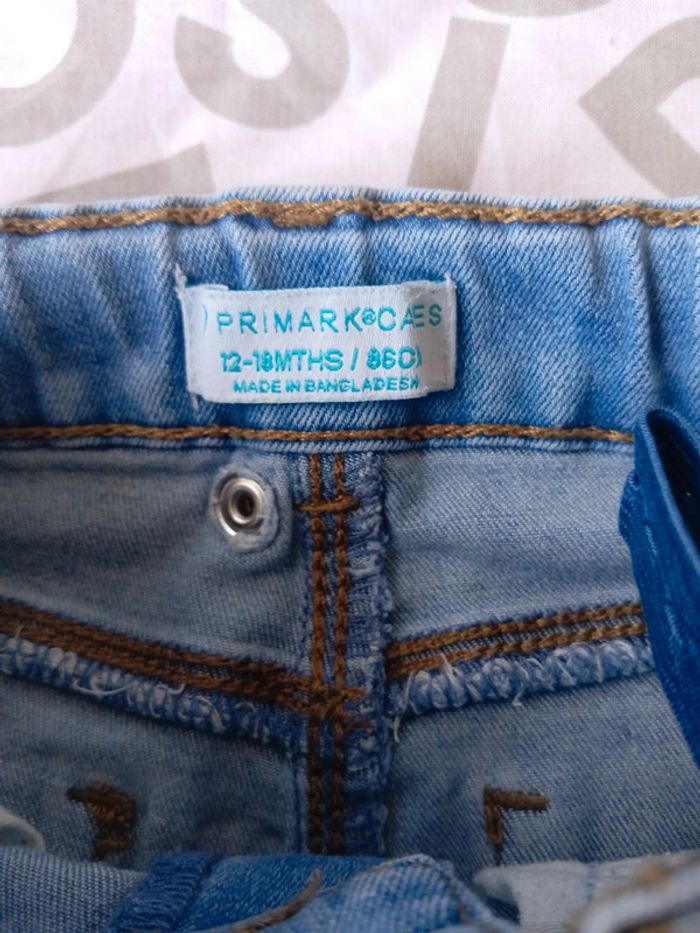 PRIMARK®CARES
12-18MTHS / 86CM
MADE IN BANGLADESH